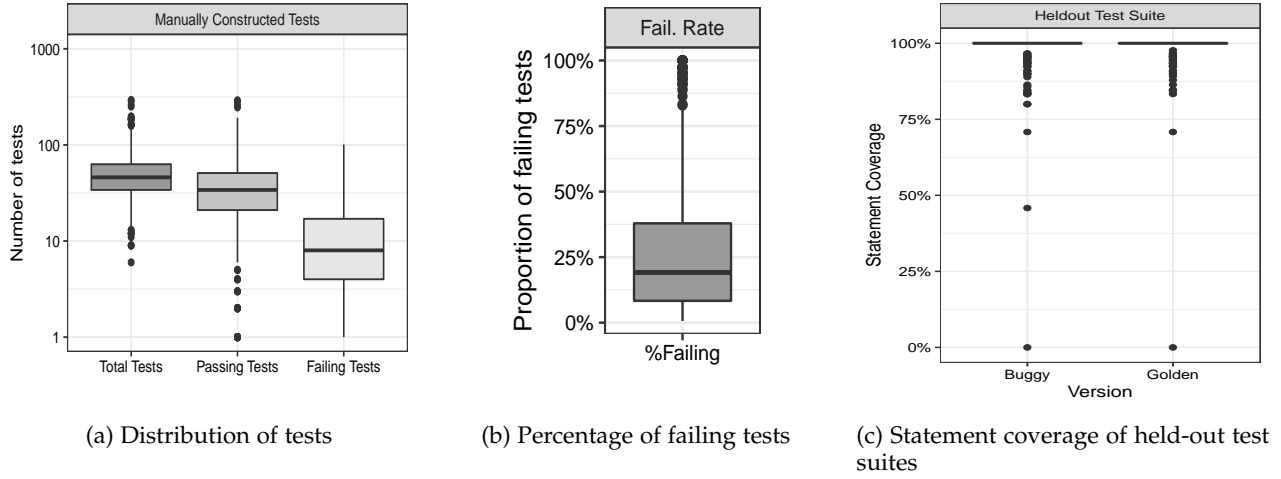 Manually Constructed Tests
1000
100
10
1
Number of tests
Total Tests
Passing Tests
Failing Tests
(a) Distribution of tests
Fail. Rate
100%
75%
50%
25%
0%
Proportion of failing tests
%Failing
(b) Percentage of failing tests
Heldout Test Suite
100%
75%
50%
25%
0%
Statement Coverage
Buggy
Golden
Version
(c) Statement coverage of held-out test
suites